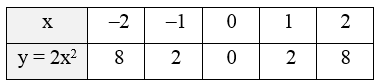 x –2 –1 0 1 2
y = 2x² 8 2 0 2 8